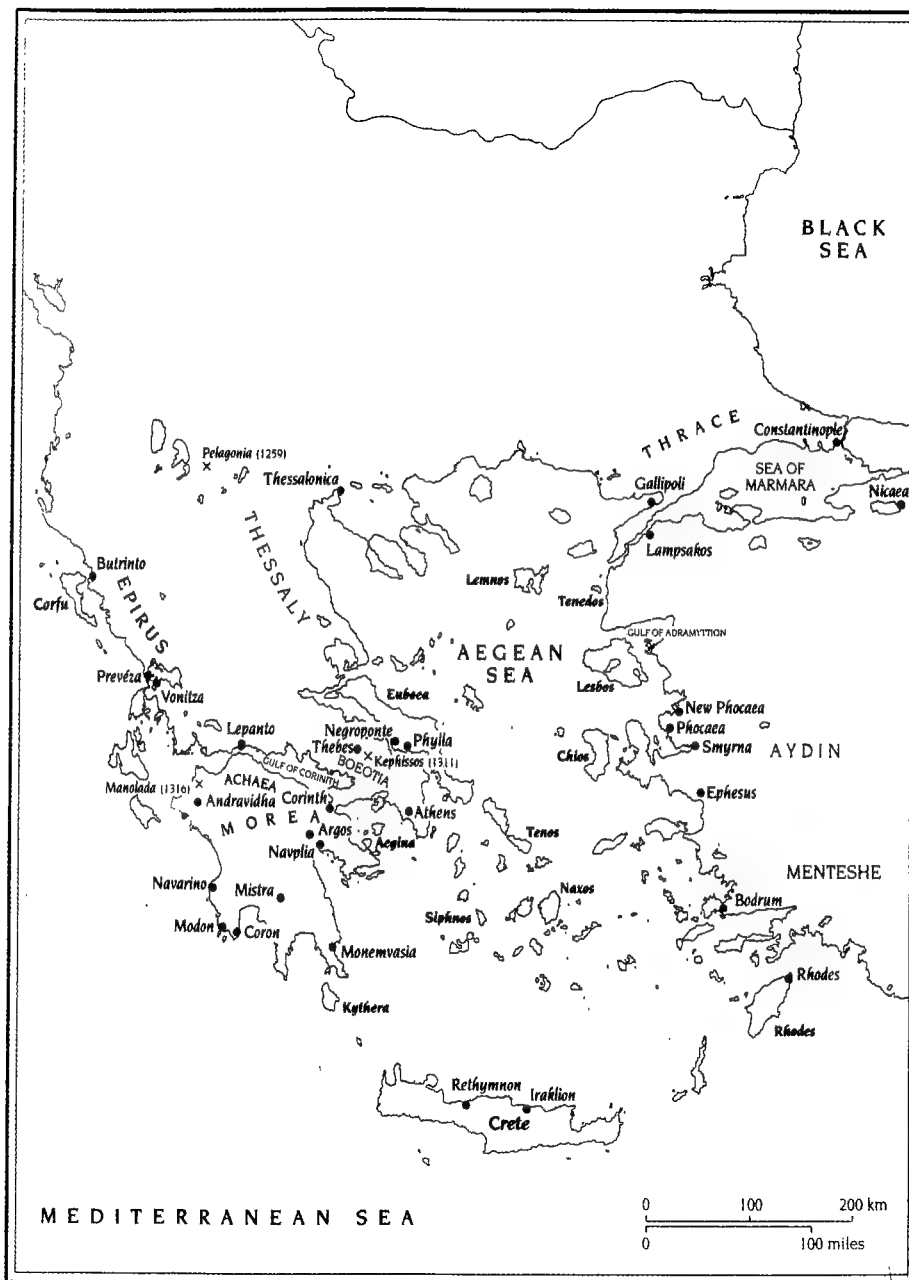 BLACK
SEA
THRACE
Constantinople
Pelagonia (1259)
SEA OF
MARMARA
Thessalonica
Gallipoli
Nicaea
THESSALY
Lampsakos
Butrinto
EPIRUS
Lemnos
Corfu
Tenedos
GULF OF ADRAMYTTION
AEGEAN
SEA
Prevéza
Lesbos
Vonitza
Eubœa
New Phocaea
Lepanto
Negroponte
Phocaea
Thebes
Phylla
Smyrna
AYDIN
Kephissos (1311)
Chios
BOEOTIA
GULF OF CORINTH
ACHAEA
Manolada (1316)
Andravidha
Corinth
Ephesus
Athens
MOREA
Argos
Aegina
Tenos
Navplia
MENTESHE
Navarino
Mistra
Naxos
Siphnos
Bodrum
Modon
Coron
Monemvasia
Rhodes
Kythera
Rhodes
Rethymnon
Iraklion
Crete
MEDITERRANEAN SEA
0 100 200 km
0 100 miles